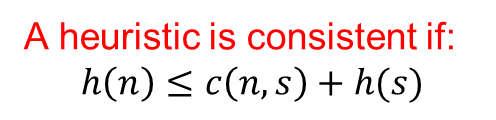 A heuristic is consistent if:
h(n) ≤ c(n, s) + h(s)